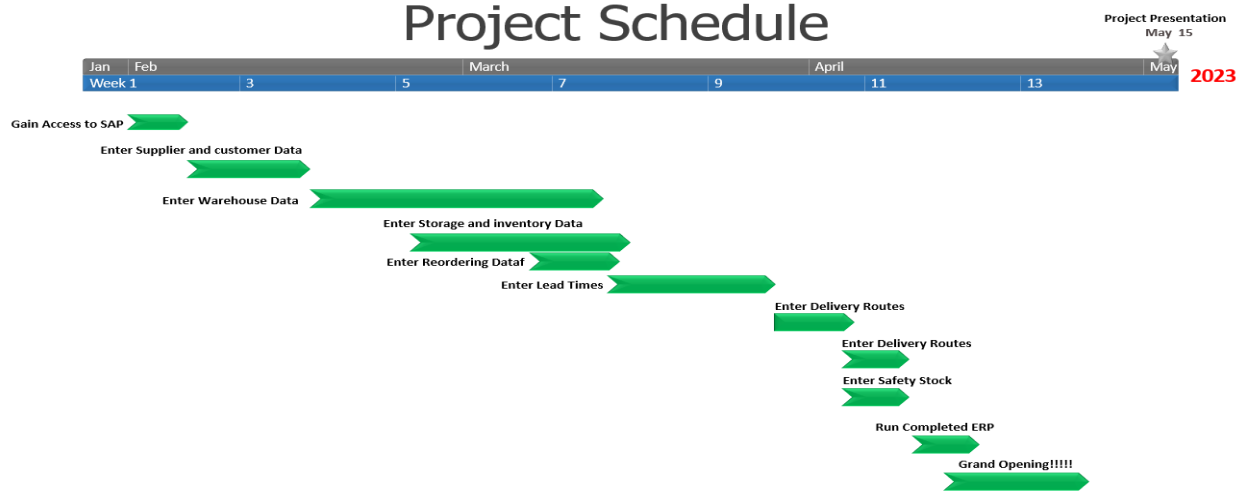 Project Schedule
Project Presentation
May 15
Jan Feb March April May
2023
Week 1 3 5 7 9 11 13
Gain Access to SAP
Enter Supplier and customer Data
Enter Warehouse Data
Enter Storage and inventory Data
Enter Reordering Dataf
Enter Lead Times
Enter Delivery Routes
Enter Delivery Routes
Enter Safety Stock
Run Completed ERP
Grand Opening!!!!!